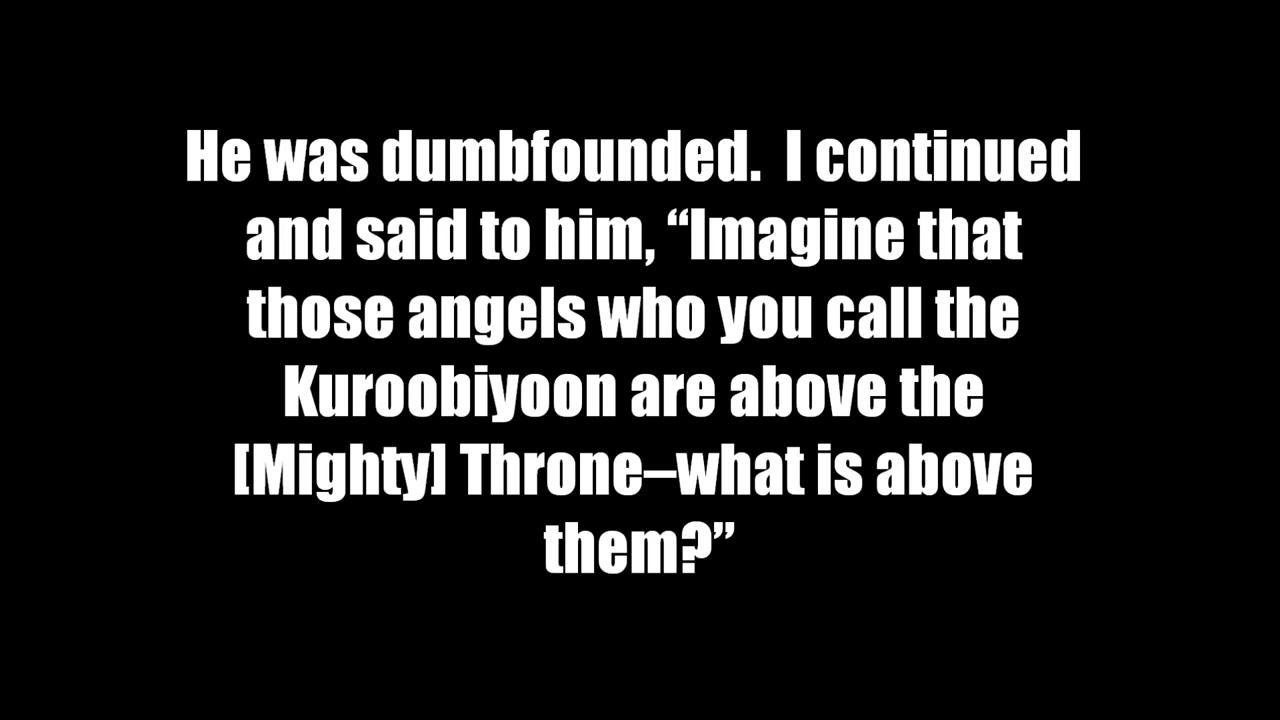 He was dumbfounded.  I continued
and said to him, “Imagine that
those angels who you call the
Kuroobiyoon are above the
[Mighty] Throne–what is above
them?”